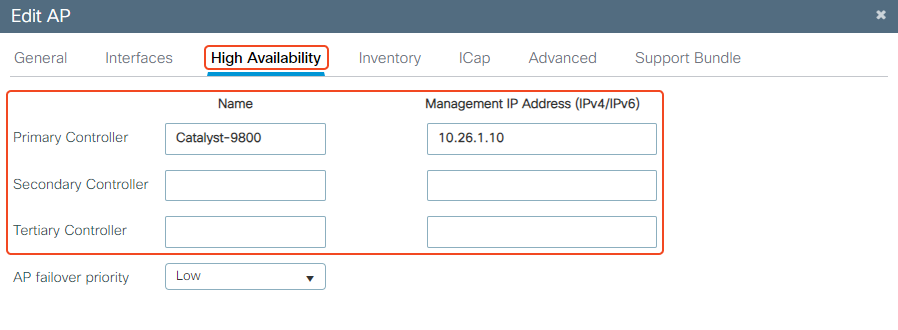 Edit AP
General Interfaces High Availability Inventory ICap Advanced Support Bundle
Name Management IP Address (IPv4/IPv6)
Primary Controller Catalyst-9800 10.26.1.10
Secondary Controller
Tertiary Controller
AP failover priority Low